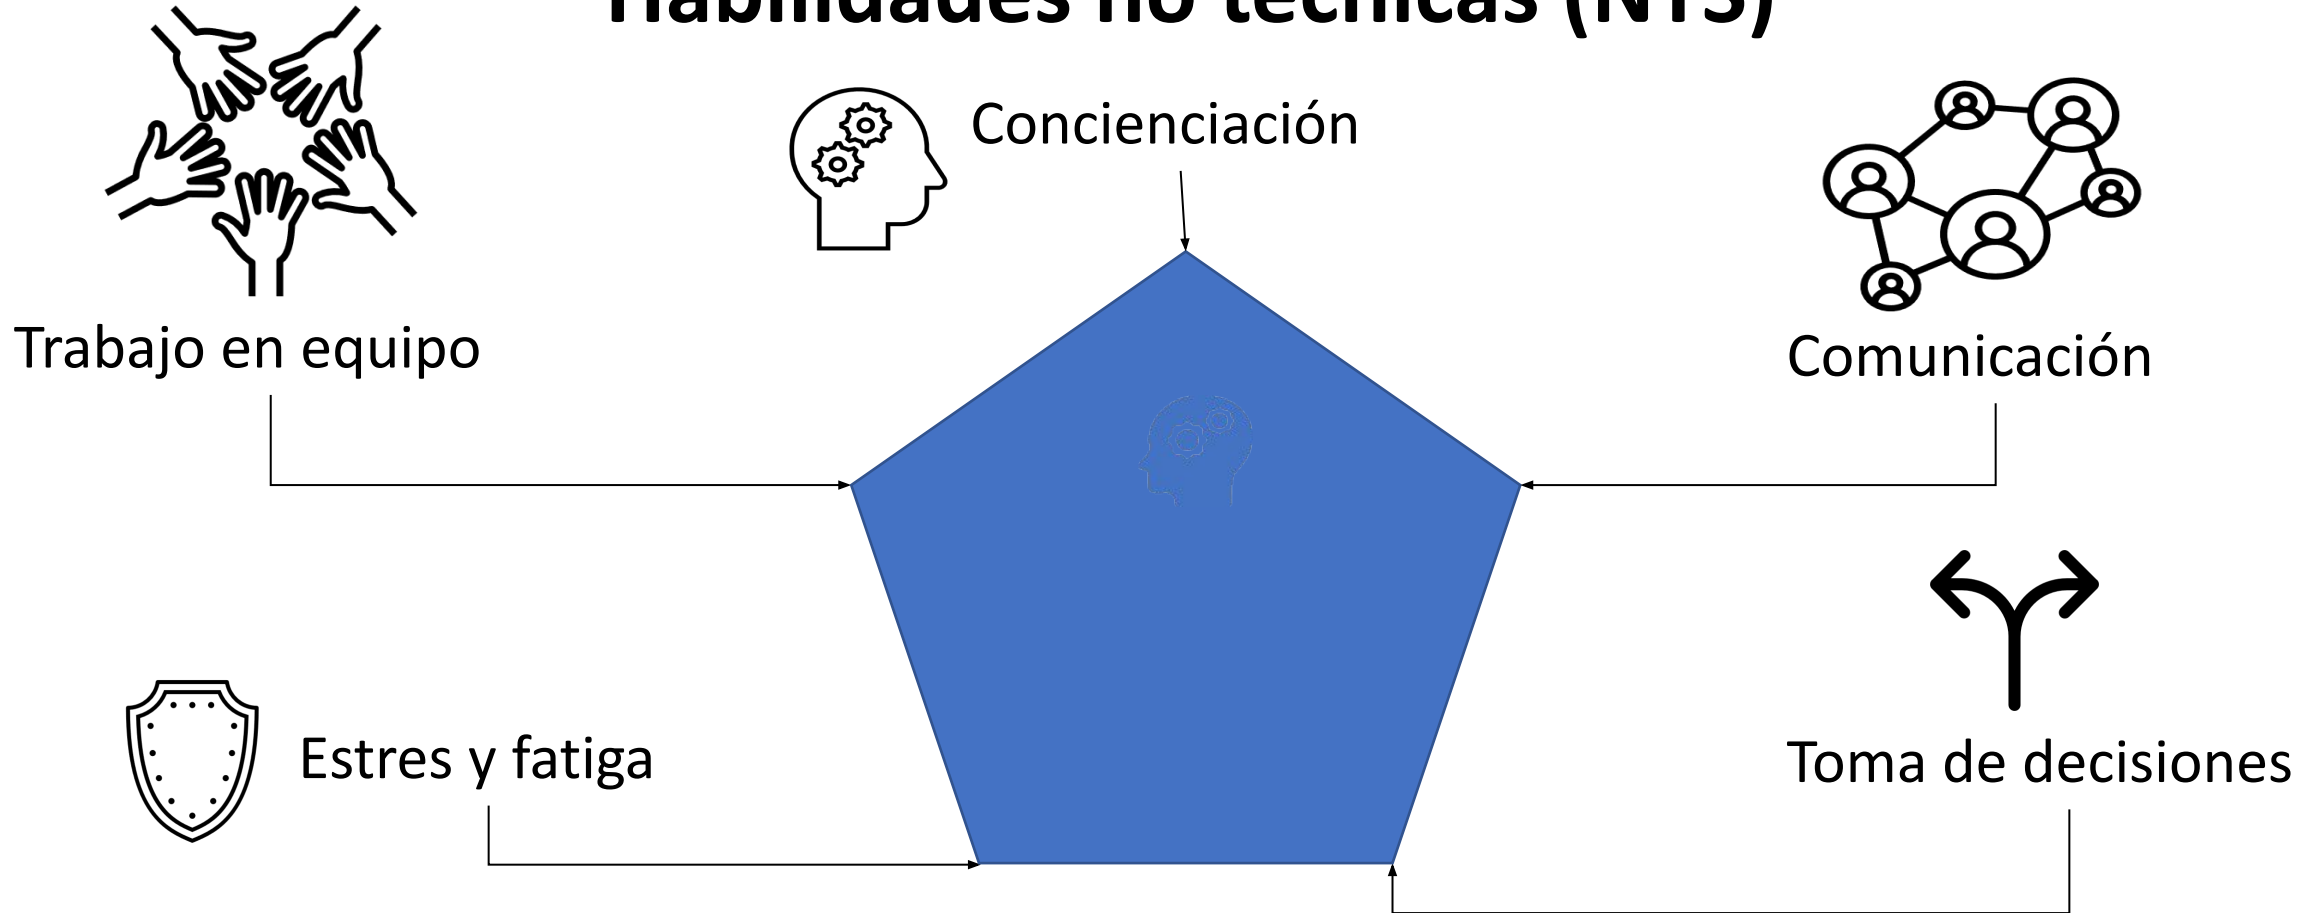 Habilidades no técnicas (NTS)
Concienciación
Trabajo en equipo
Comunicación
Estres y fatiga
Toma de decisiones